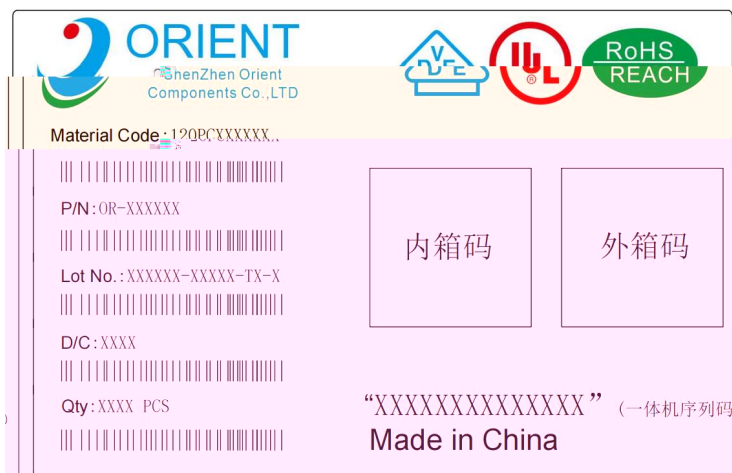 ORIENT
ShenZhen Orient
Components Co.,LTD
VDE
UL
®
RoHS
REACH
Material Code:120PCXXXXXX
P/N:OR-XXXXXX
Lot No.:XXXXXX-XXXXX-TX-X
D/C:XXXX
Qty:XXXX PCS
内箱码
外箱码
“XXXXXXXXXXXXXX”(一体机序列码
Made in China